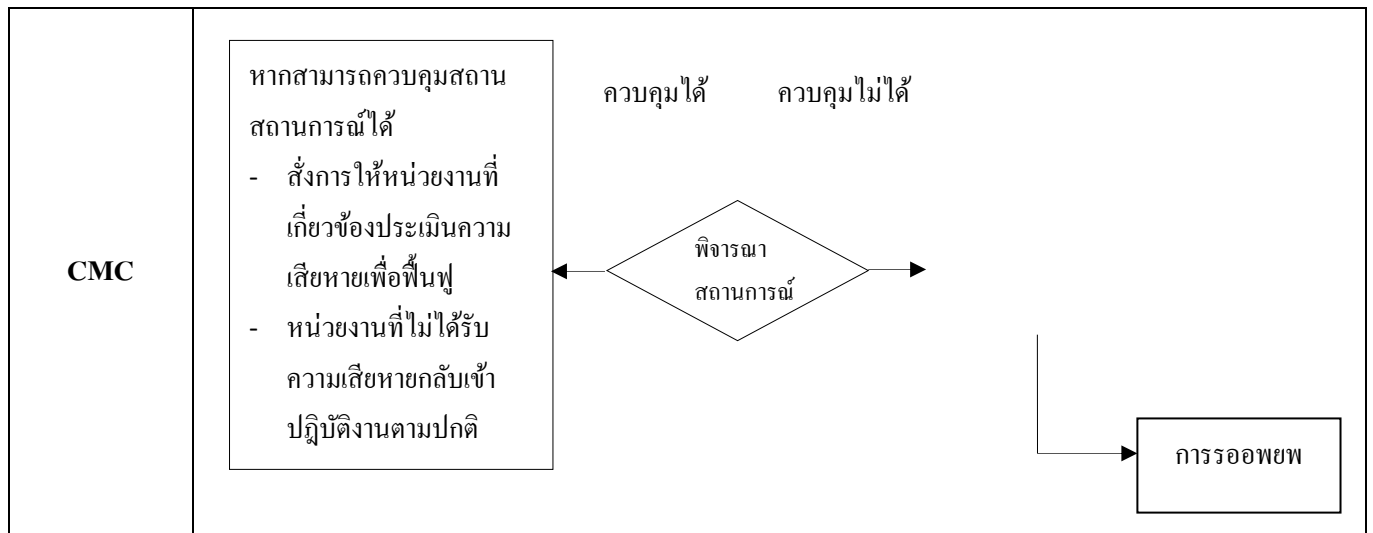 CMC
หากสามารถควบคุมสถาน
สถานการณ์ได้
- สั่งการให้หน่วยงานที่
เกี่ยวข้องประเมินความ
เสียหายเพื่อฟื้นฟู
- หน่วยงานที่ไม่ได้รับ
ความเสียหายกลับเข้า
ปฎิบัติงานตามปกติ
ควบคุมได้
ควบคุมไม่ได้
พิจารณา
สถานการณ์
การรออพยพ